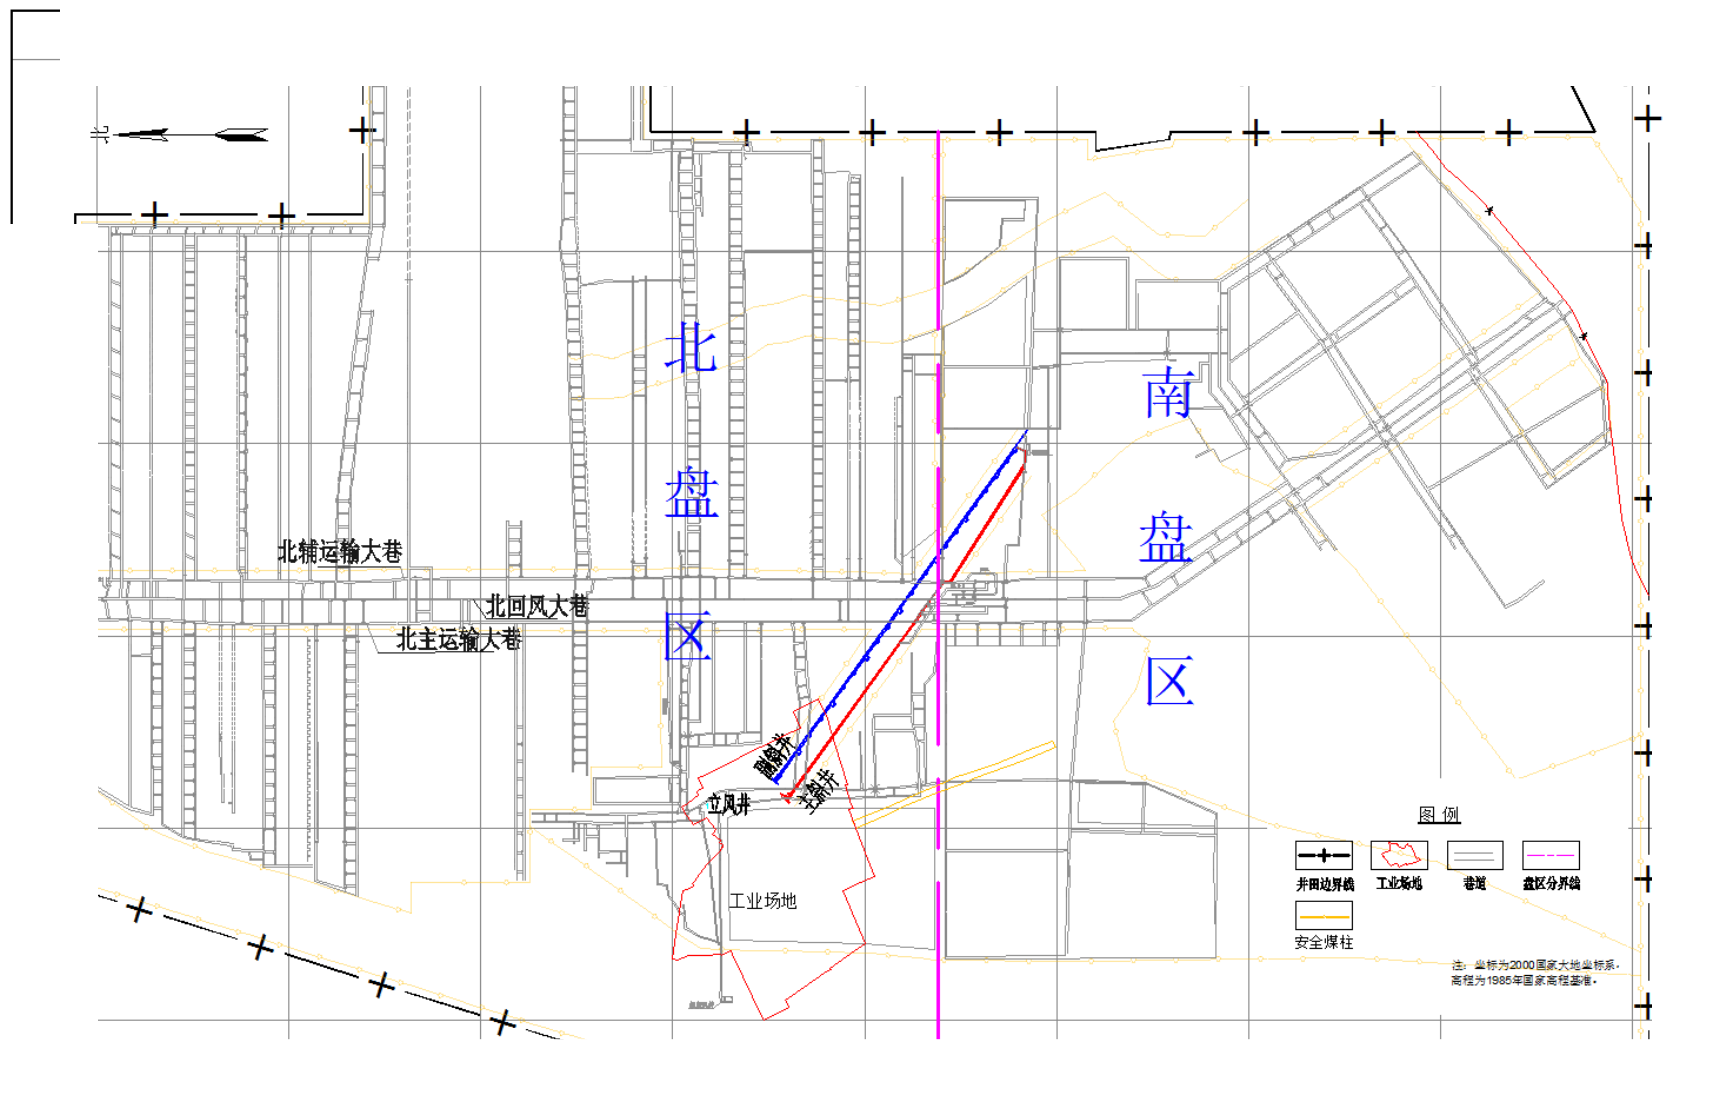 北
北
盘
区
南
盘
区
北辅运输大巷
北回风大巷
北主运输大巷
副斜井
主斜井
立风井
工业场地
图 例
井田边界线
工业场地
巷道
盘区分界线
安全煤柱
注：坐标为2000国家大地坐标系，
高程为1985年国家高程基准。